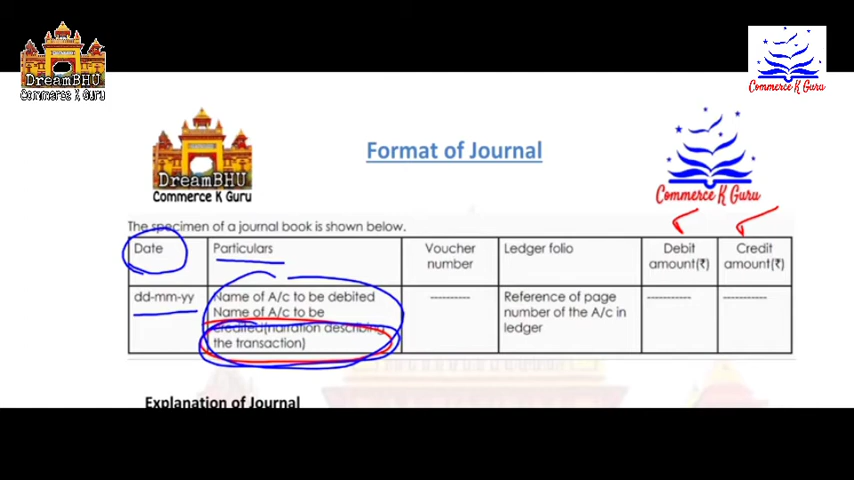 DreamBHU
Commerce K Guru
Commerce K Guru
DreamBHU
Commerce K Guru
Format of Journal
Commerce K Guru
The specimen of a journal book is shown below.
Date
Particulars
Voucher
number
Ledger folio
Debit
amount(₹)
Credit
amount(₹)
dd-mm-yy
Name of A/c to be debited
Name of A/c to be
credited(narration describing
the transaction)
----------
Reference of page
number of the A/c in
ledger
-----------
-----------
Explanation of Journal